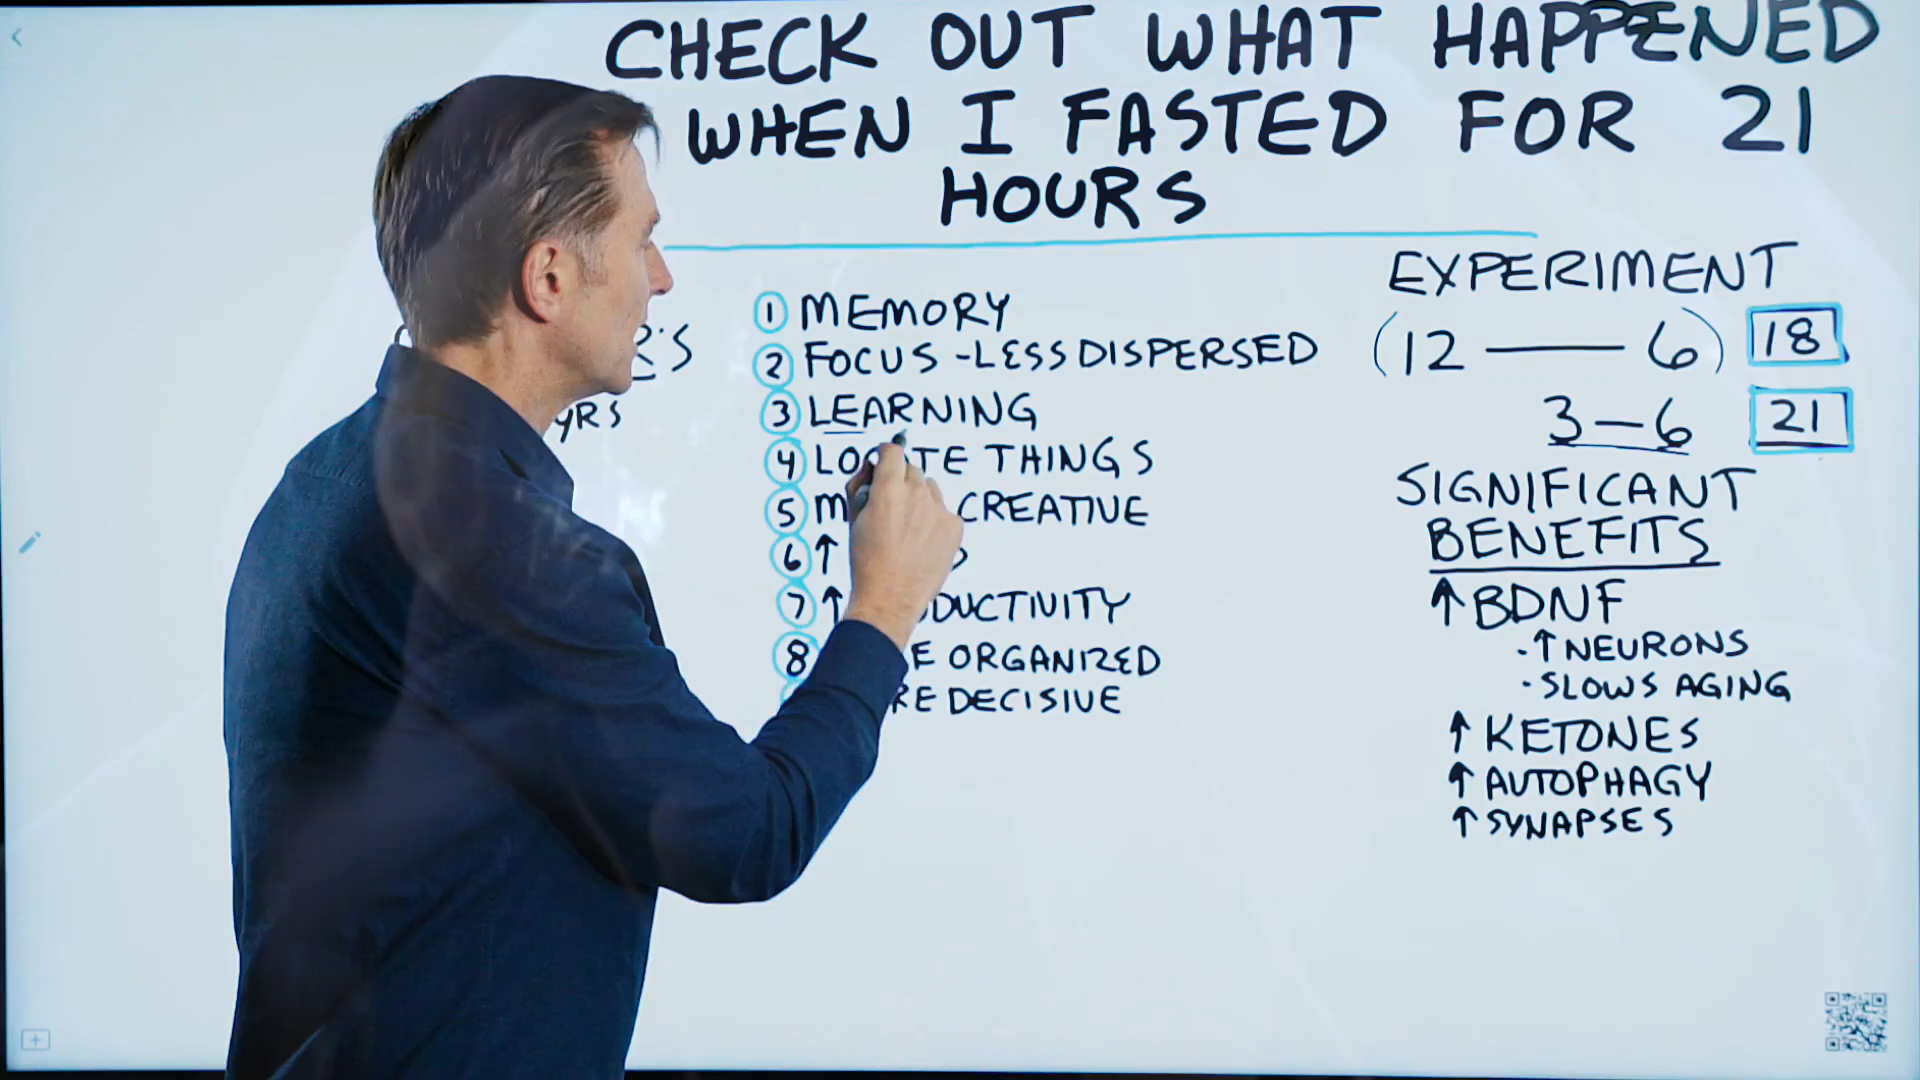 CHECK OUT WHAT HAPPENED
WHEN I FASTED FOR 21
HOURS
YRS
1 MEMORY
2 FOCUS - LESS DISPERSED
3 LEARNING
4 THINGS
5 CREATIVE
6 ↑
7 ↑
8 ORGANIZED
DECISIVE
EXPERIMENT
(12 — 6) 18
3 — 6 21
SIGNIFICANT
BENEFITS
↑ BDNF
· ↑ NEURONS
· SLOWS AGING
↑ KETONES
↑ AUTOPHAGY
↑ SYNAPSES